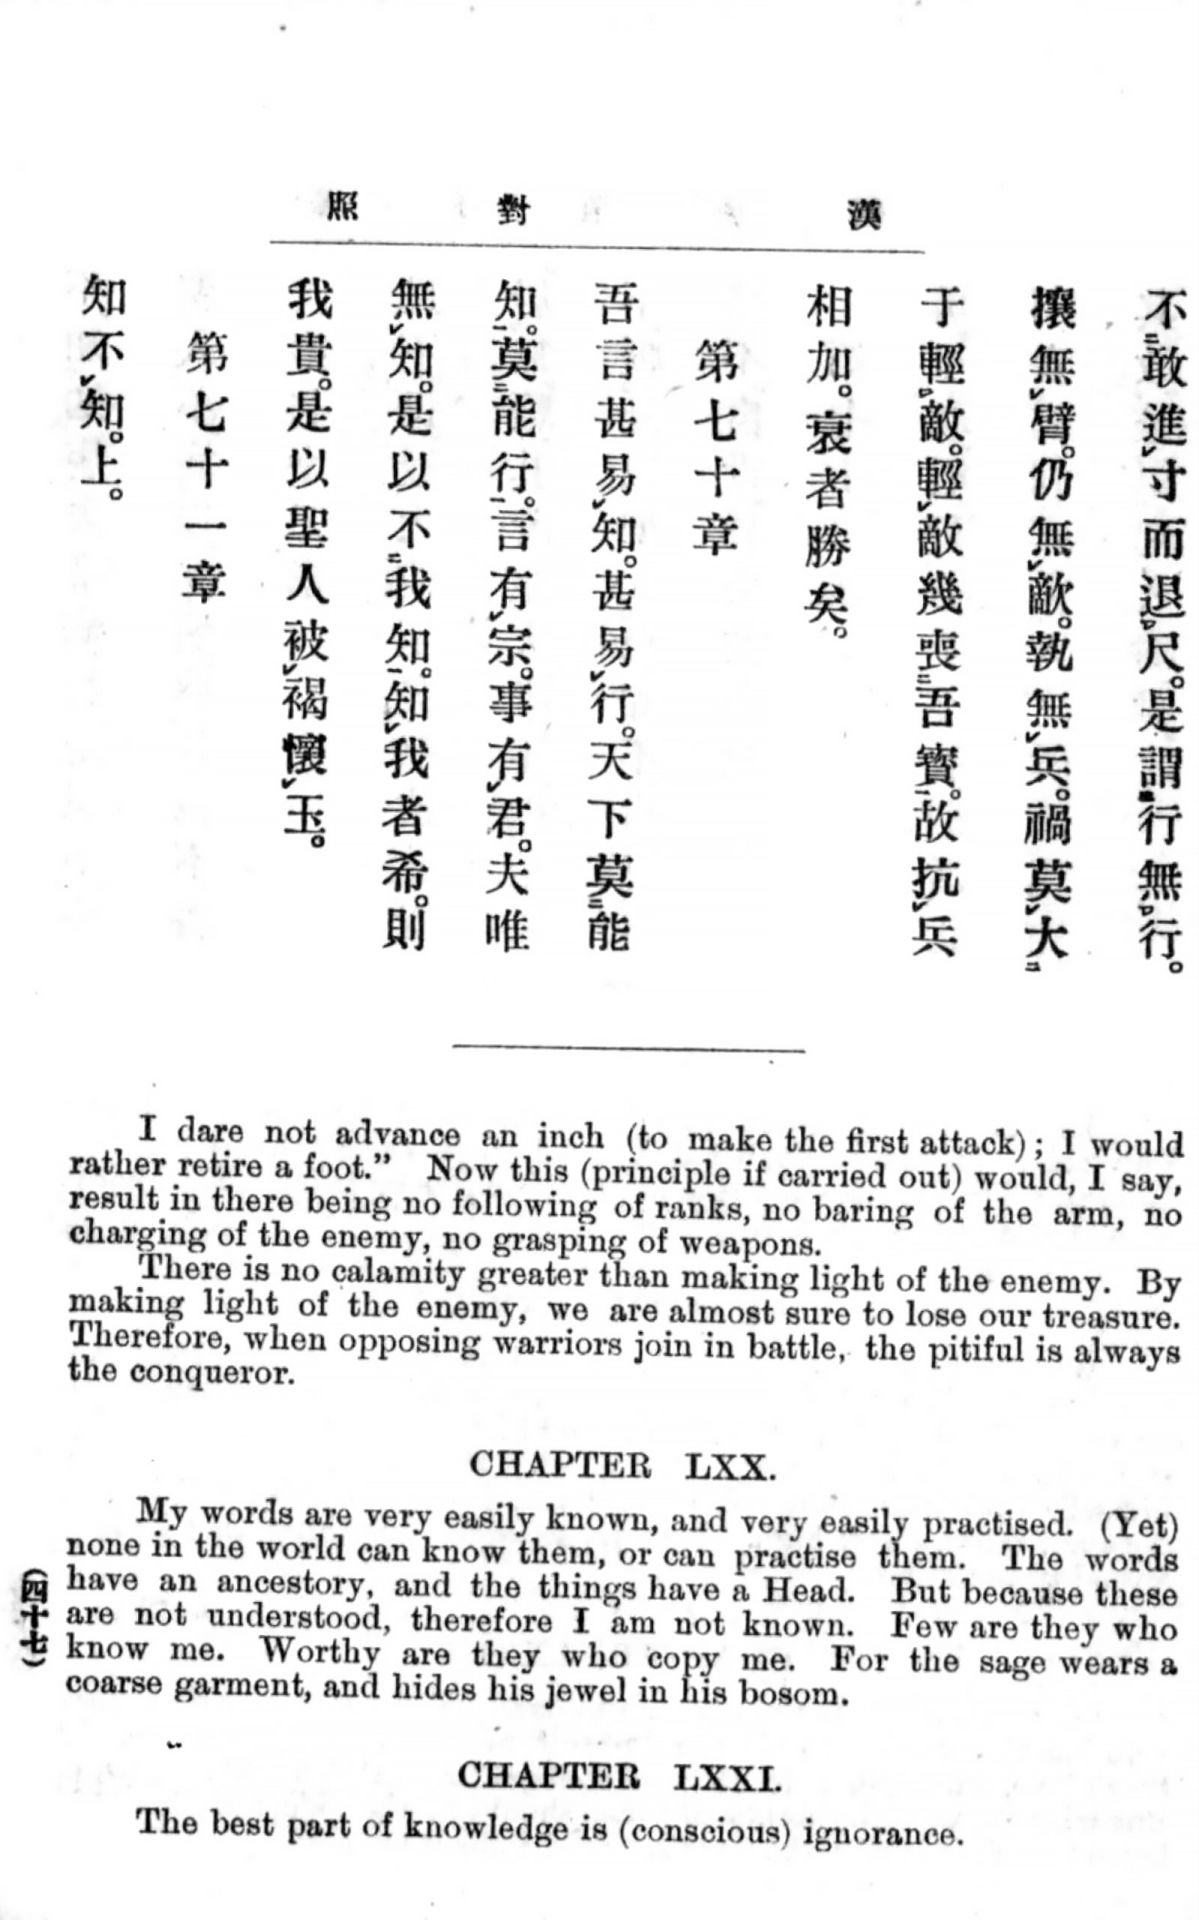 漢 對 照
不敢進寸而退尺。是謂行無行。
攘無臂。仍無敵。執無兵。禍莫大
于輕敵。輕敵幾喪吾寶。故抗兵
相加。衰者勝矣。
第七十章
吾言甚易知。甚易行。天下莫能
知。莫能行。言有宗。事有君。夫唯
無知。是以不我知。知我者希。則
我貴。是以聖人被褐懷玉。
第七十一章
知不知。上。
I dare not advance an inch (to make the first attack); I would
rather retire a foot.” Now this (principle if carried out) would, I say,
result in there being no following of ranks, no baring of the arm, no
charging of the enemy, no grasping of weapons.
There is no calamity greater than making light of the enemy. By
making light of the enemy, we are almost sure to lose our treasure.
Therefore, when opposing warriors join in battle, the pitiful is always
the conqueror.
CHAPTER LXX.
My words are very easily known, and very easily practised. (Yet)
none in the world can know them, or can practise them. The words
have an ancestory, and the things have a Head. But because these
are not understood, therefore I am not known. Few are they who
know me. Worthy are they who copy me. For the sage wears a
coarse garment, and hides his jewel in his bosom.
(四十七)
CHAPTER LXXI.
The best part of knowledge is (conscious) ignorance.